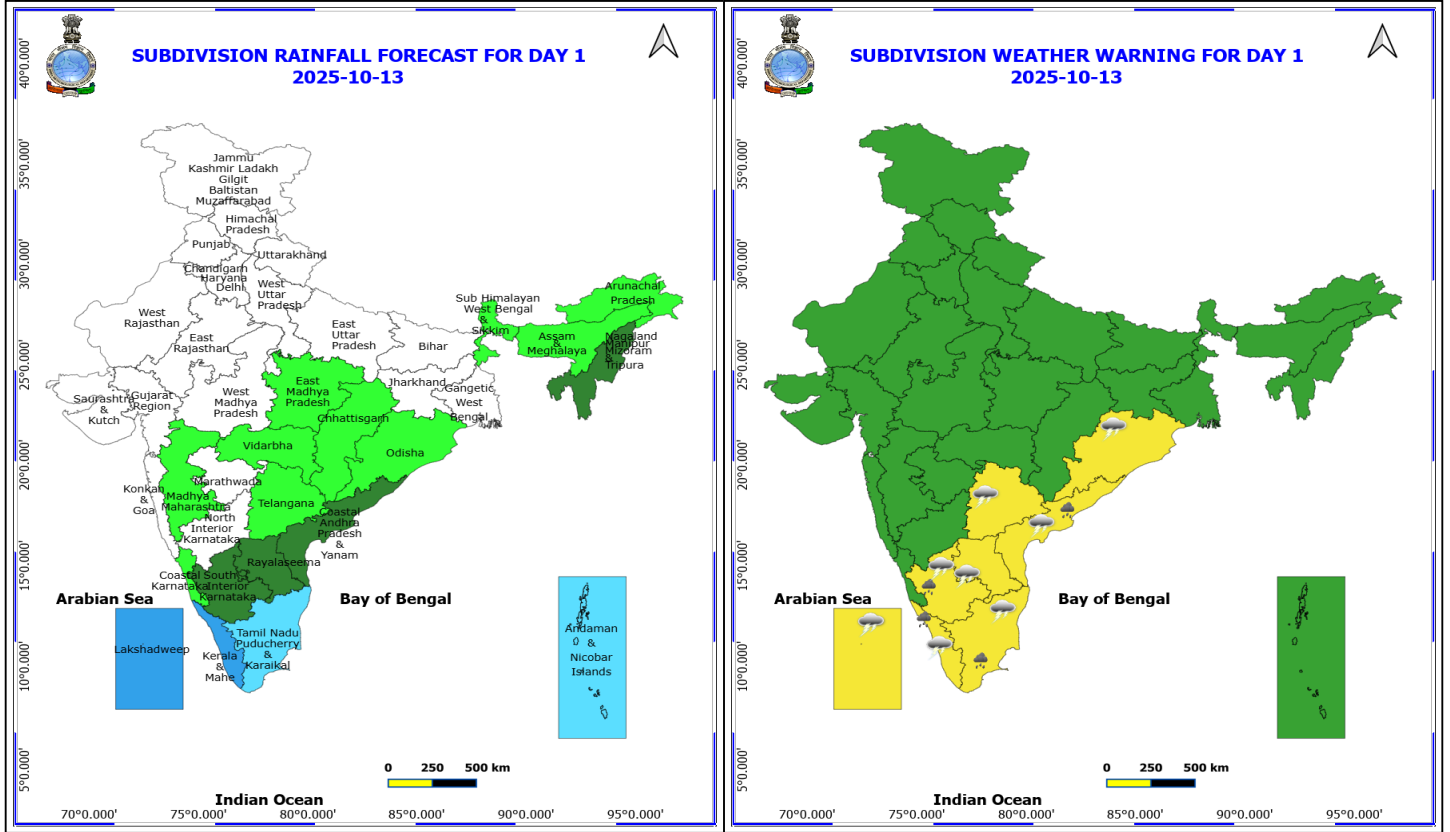 SUBDIVISION RAINFALL FORECAST FOR DAY 1
2025-10-13
40°0.000'
35°0.000'
30°0.000'
25°0.000'
20°0.000'
15°0.000'
10°0.000'
5°0.000'
Jammu
Kashmir Ladakh
Gilgit
Baltistan
Muzaffarabad
Himachal
Pradesh
Punjab
Uttarakhand
Chandigarh
Haryana
Delhi
West
Uttar
Pradesh
West
Rajasthan
East
Rajasthan
East
Uttar
Pradesh
Bihar
Sub Himalayan
West Bengal
&
Sikkim
Arunachal
Pradesh
Assam
&
Meghalaya
Nagaland
Manipur
Mizoram
&
Tripura
Saurashtra
&
Kutch
Gujarat
Region
West
Madhya
Pradesh
East
Madhya
Pradesh
Jharkhand
Gangetic
West
Bengal
Chhattisgarh
Vidarbha
Odisha
Konkan
&
Goa
Madhya
Maharashtra
Marathwada
Telangana
North
Interior
Karnataka
Coastal
Andhra
Pradesh
&
Yanam
Rayalaseema
Coastal
Karnataka
South
Interior
Karnataka
Arabian Sea
Bay of Bengal
Lakshadweep
Kerala
&
Mahe
Tamil Nadu
Puducherry
&
Karaikal
Andaman
&
Nicobar
Islands
0 250 500 km
Indian Ocean
70°0.000' 75°0.000' 80°0.000' 85°0.000' 90°0.000' 95°0.000'
SUBDIVISION WEATHER WARNING FOR DAY 1
2025-10-13
40°0.000'
35°0.000'
30°0.000'
25°0.000'
20°0.000'
15°0.000'
10°0.000'
5°0.000'
Arabian Sea
Bay of Bengal
0 250 500 km
Indian Ocean
70°0.000' 75°0.000' 80°0.000' 85°0.000' 90°0.000' 95°0.000'